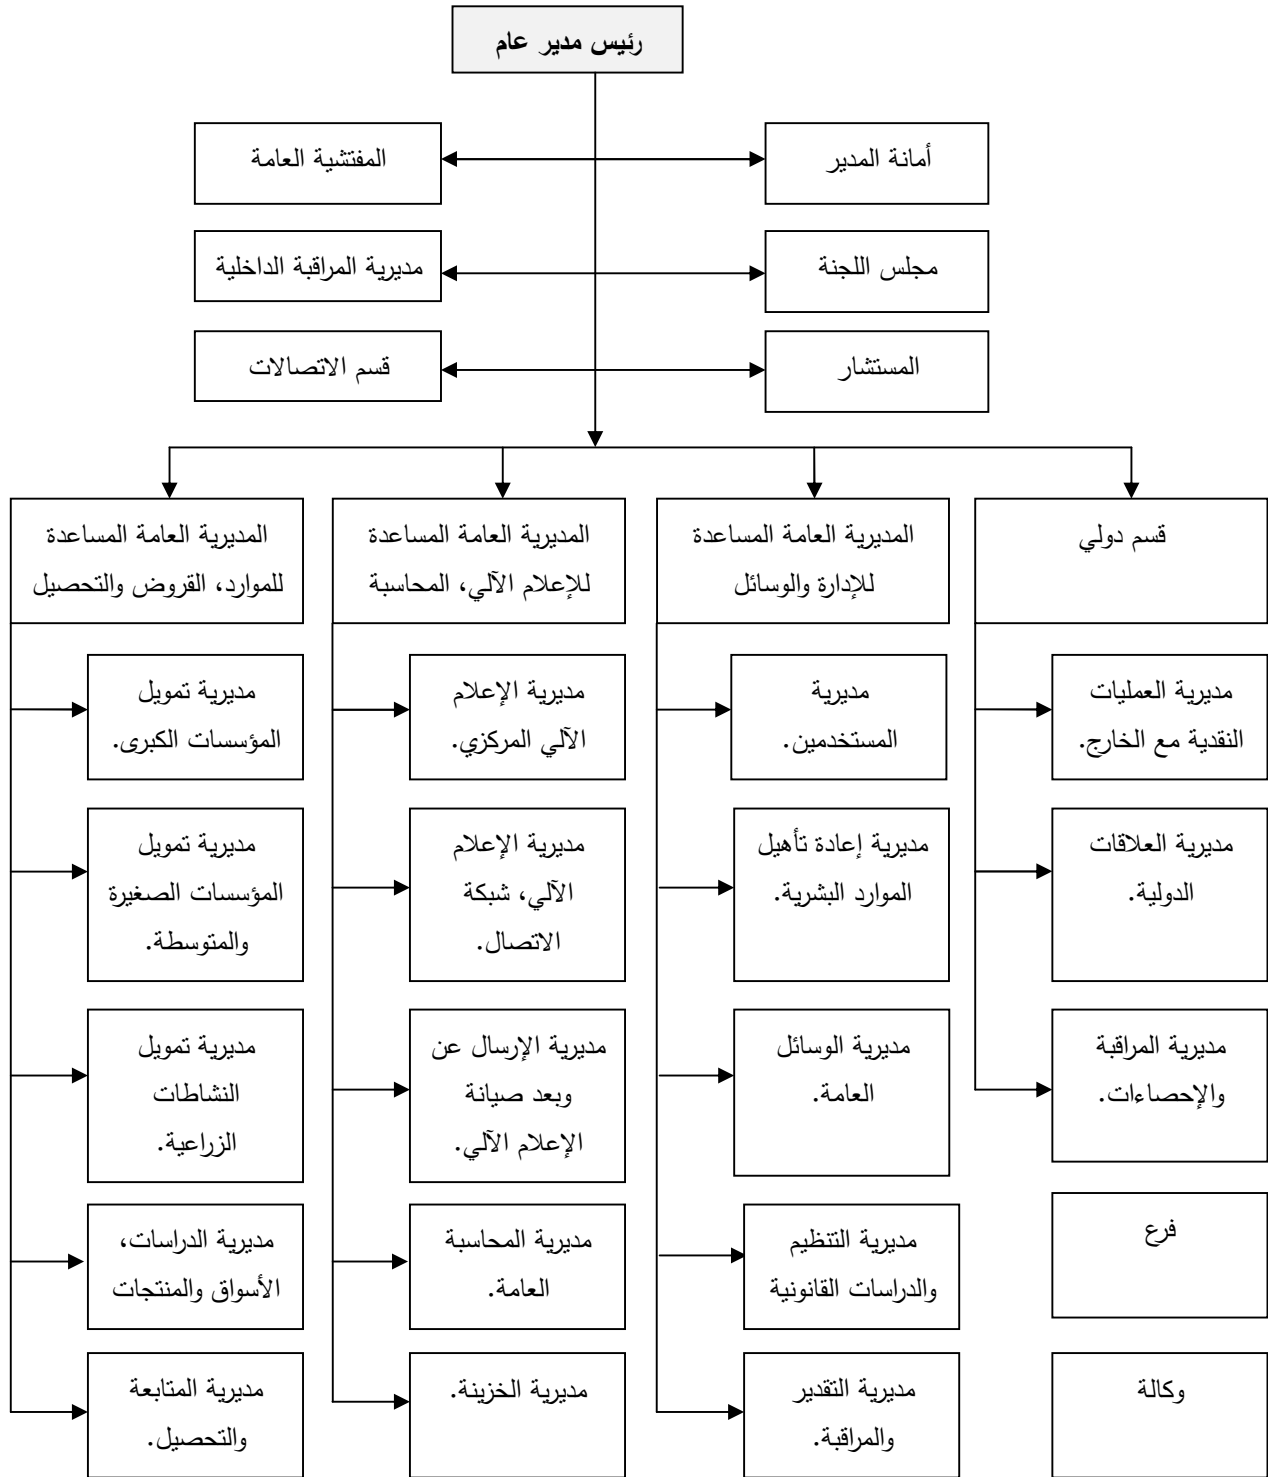 رئيس مدير عام
أمانة المدير
المفتشية العامة
مجلس اللجنة
مديرية المراقبة الداخلية
المستشار
قسم الاتصالات
قسم دولي
المديرية العامة المساعدة
للإدارة والوسائل
المديرية العامة المساعدة
للإعلام الآلي، المحاسبة
المديرية العامة المساعدة
للموارد، القروض والتحصيل
مديرية العمليات
النقدية مع الخارج.
مديرية
المستخدمين.
مديرية الإعلام
الآلي المركزي.
مديرية تمويل
المؤسسات الكبرى.
مديرية العلاقات
الدولية.
مديرية إعادة تأهيل
الموارد البشرية.
مديرية الإعلام
الآلي، شبكة
الاتصال.
مديرية تمويل
المؤسسات الصغيرة
والمتوسطة.
مديرية المراقبة
والإحصاءات.
مديرية الوسائل
العامة.
مديرية الإرسال عن
وبعد صيانة
الإعلام الآلي.
مديرية تمويل
النشاطات
الزراعية.
فرع
مديرية التنظيم
والدراسات القانونية
مديرية المحاسبة
العامة.
مديرية الدراسات،
الأسواق والمنتجات
وكالة
مديرية التقدير
والمراقبة.
مديرية الخزينة.
مديرية المتابعة
والتحصيل.